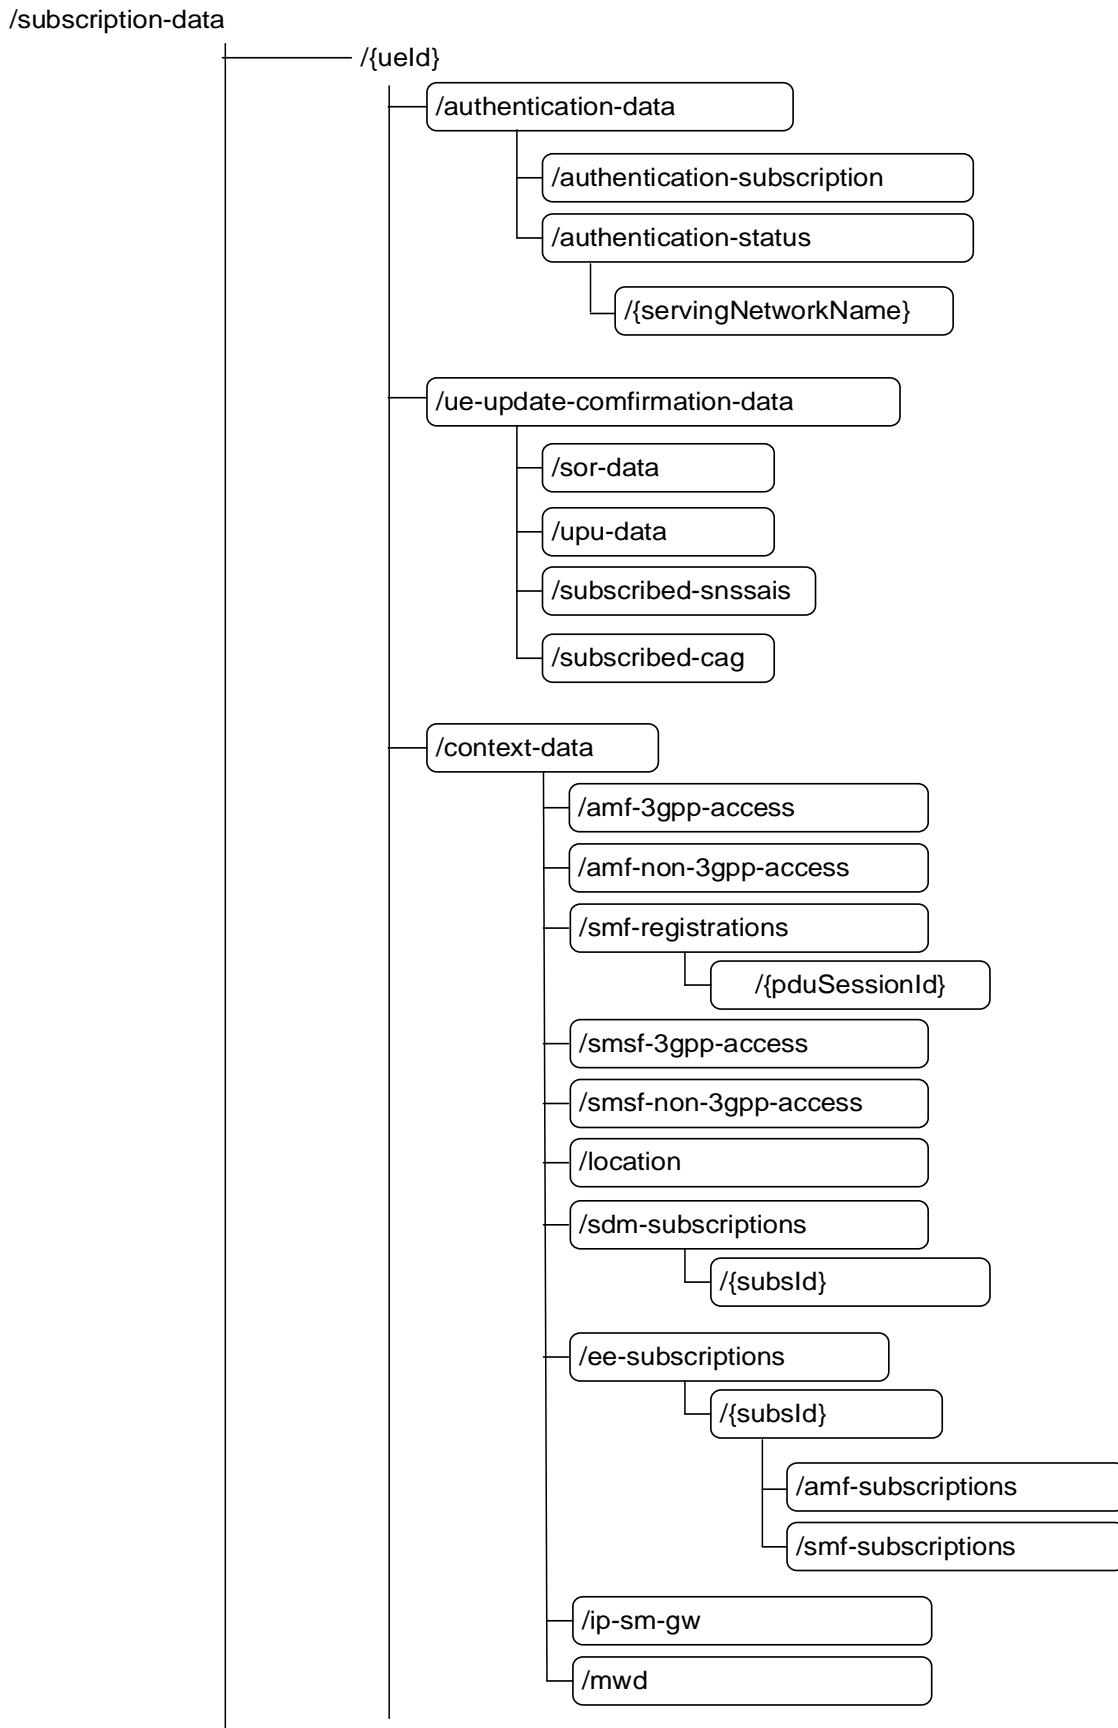 /subscription-data
/{ueId}
/authentication-data
/authentication-subscription
/authentication-status
/{servingNetworkName}
/ue-update-comfirmation-data
/sor-data
/upu-data
/subscribed-snssais
/subscribed-cag
/context-data
/amf-3gpp-access
/amf-non-3gpp-access
/smf-registrations
/{pduSessionId}
/smsf-3gpp-access
/smsf-non-3gpp-access
/location
/sdm-subscriptions
/{subsId}
/ee-subscriptions
/{subsId}
/amf-subscriptions
/smf-subscriptions
/ip-sm-gw
/mwd